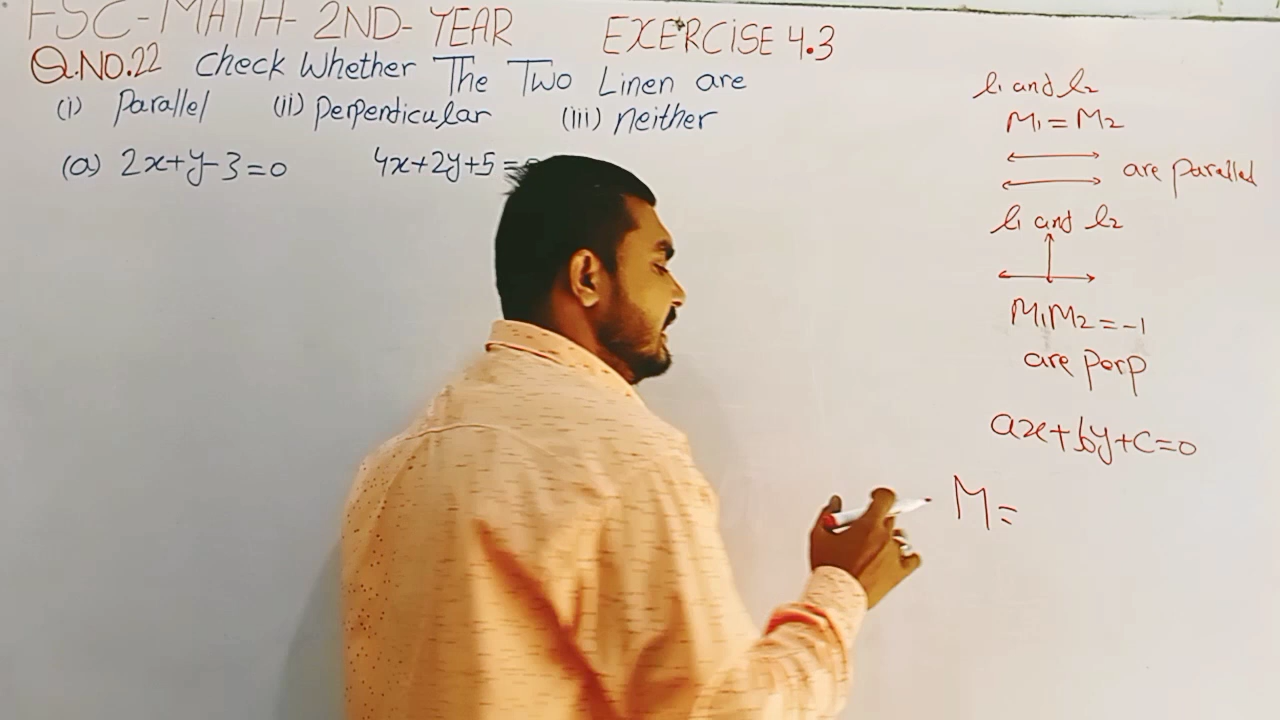 FSC-MATH-2ND-YEAR EXERCISE 4.3
Q.NO.22 Check Whether The Two Linen are
(i) Parallel (ii) Perpendicular (iii) neither
(a) 2x+y-3=0 4x+2y+5=0
l₁ and l₂
M₁=M₂
are parallel
l₁ and l₂
M₁M₂=-1
are perp
ax+by+c=0
M=